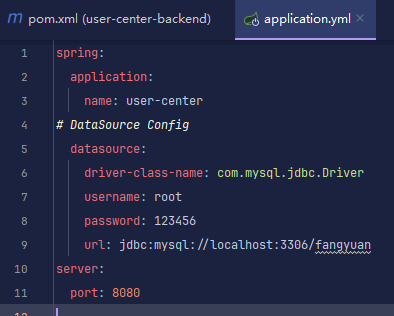 m pom.xml (user-center-backend) application.yml
1 spring:
2   application:
3     name: user-center
4 # DataSource Config
5   datasource:
6     driver-class-name: com.mysql.jdbc.Driver
7     username: root
8     password: 123456
9     url: jdbc:mysql://localhost:3306/fangyuan
10 server:
11   port: 8080
12